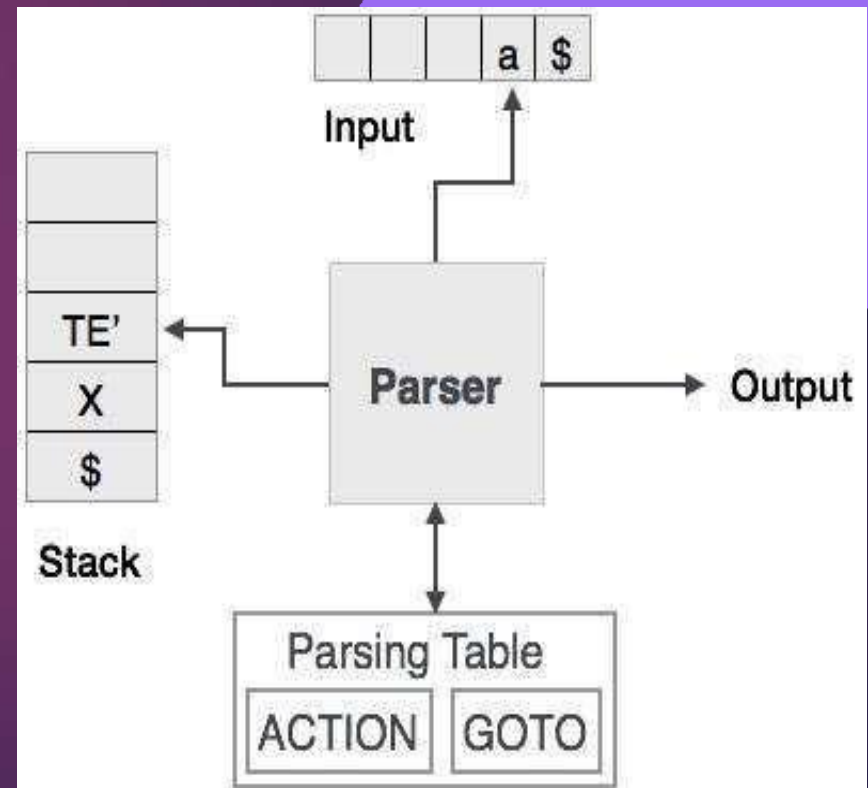 a $
Input
TE’
X
$
Stack
Parser
Output
Parsing Table
ACTION GOTO